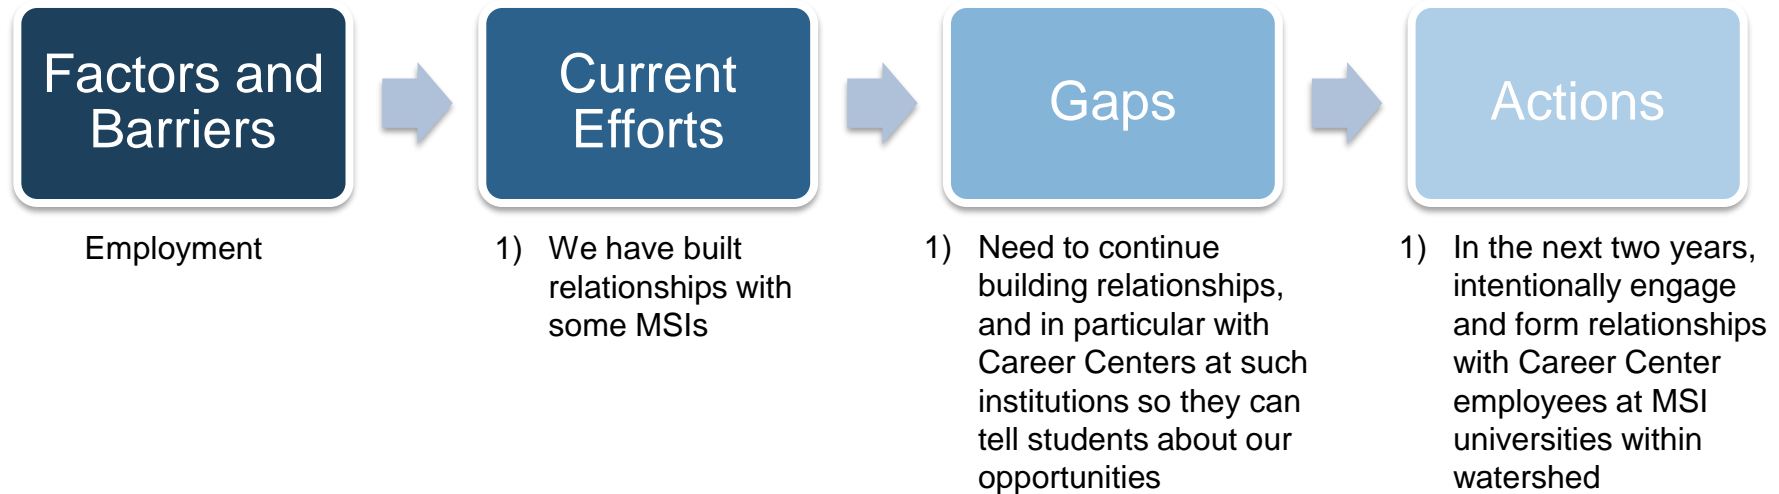 Factors and
Barriers
Current
Efforts
Gaps
Actions
Employment
1) We have built
relationships with
some MSIs
1) Need to continue
building relationships,
and in particular with
Career Centers at such
institutions so they can
tell students about our
opportunities
1) In the next two years,
intentionally engage
and form relationships
with Career Center
employees at MSI
universities within
watershed